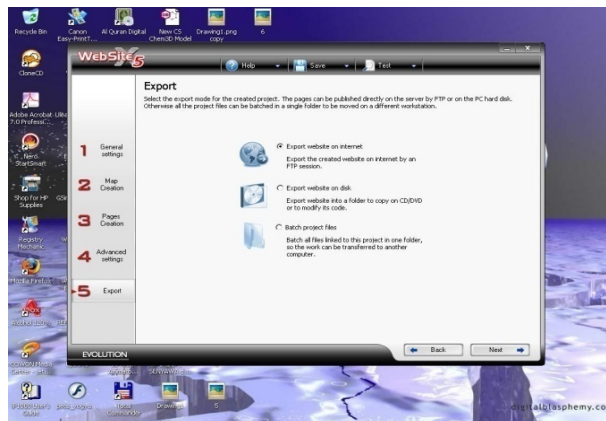 Recycle Bin
Canon
Easy-PrintT...
Al Quran Digital
New CS
Chem3D Model
Drawing1.png
copy
6
CloneCD
Adobe Acrobat
7.0 Professi...
Nero
StartSmart
Shop for HP
Supplies
Registry
Mechanic
Mozilla Firefox
WebSite X5
Help
Save
Test
Export
Select the export mode for the created project. The pages can be published directly on the server by FTP or on the PC hard disk.
Otherwise all the project files can be batched in a single folder to be moved on a different workstation.
1 General
settings
2 Map
Creation
3 Pages
Creation
4 Advanced
settings
5 Export
Export website on internet
Export the created website on internet by an
FTP session.
Export website on disk
Export website into a folder to copy on CD/DVD
or to modify its code.
Batch project files
Batch all files linked to this project in one folder,
so the work can be transferred to another
computer.
EVOLUTION
Back
Next
Total
Commander
Drawing1
5
digitalblasphemy.co